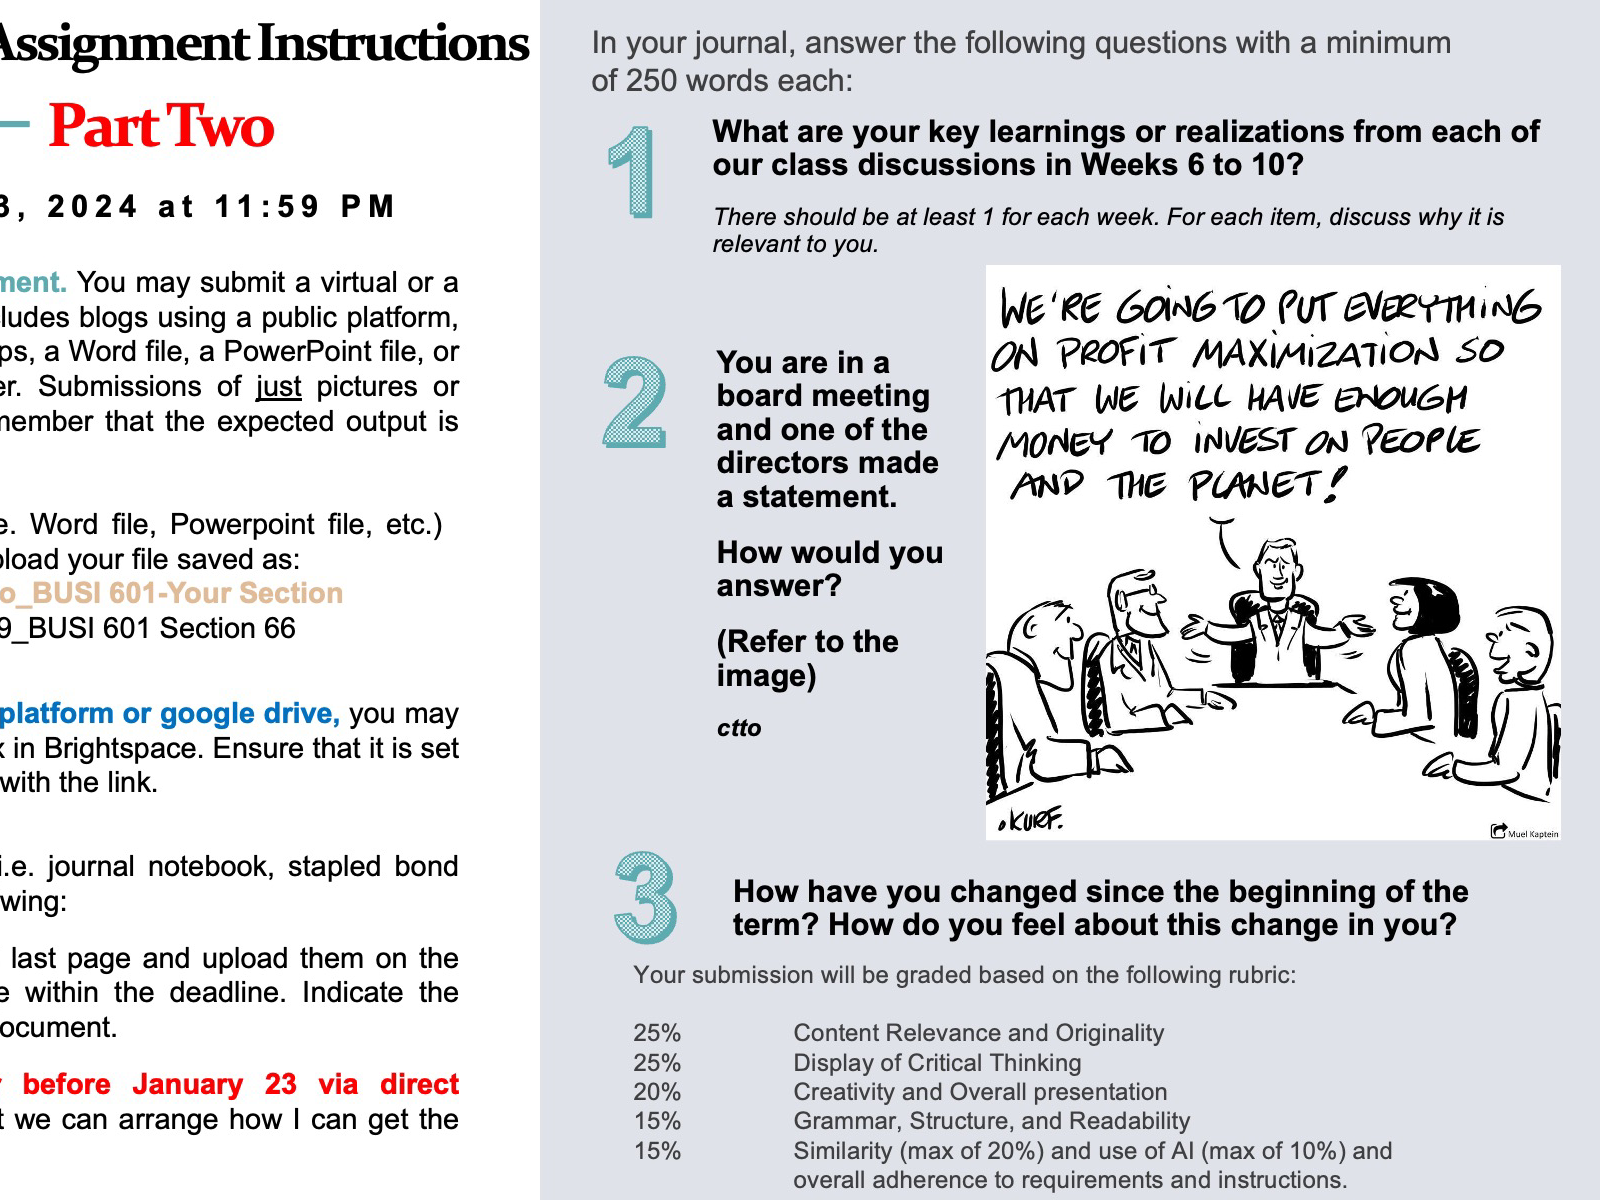 Assignment Instructions
– Part Two
3, 2024 at 11:59 PM
ment. You may submit a virtual or a
ludes blogs using a public platform,
ps, a Word file, a PowerPoint file, or
er. Submissions of just pictures or
member that the expected output is
e. Word file, Powerpoint file, etc.)
pload your file saved as:
o_BUSI 601-Your Section
9_BUSI 601 Section 66
platform or google drive, you may
k in Brightspace. Ensure that it is set
with the link.
i.e. journal notebook, stapled bond
wing:
last page and upload them on the
e within the deadline. Indicate the
ocument.
r before January 23 via direct
t we can arrange how I can get the
In your journal, answer the following questions with a minimum
of 250 words each:
1
What are your key learnings or realizations from each of
our class discussions in Weeks 6 to 10?
There should be at least 1 for each week. For each item, discuss why it is
relevant to you.
2
You are in a
board meeting
and one of the
directors made
a statement.
How would you
answer?
(Refer to the
image)
ctto
WE'RE GOING TO PUT EVERYTHING
ON PROFIT MAXIMIZATION SO
THAT WE WILL HAVE ENOUGH
MONEY TO INVEST ON PEOPLE
AND THE PLANET!
.KURF.
Muel Kaptein
3
How have you changed since the beginning of the
term? How do you feel about this change in you?
Your submission will be graded based on the following rubric:
25% Content Relevance and Originality
25% Display of Critical Thinking
20% Creativity and Overall presentation
15% Grammar, Structure, and Readability
15% Similarity (max of 20%) and use of AI (max of 10%) and
overall adherence to requirements and instructions.